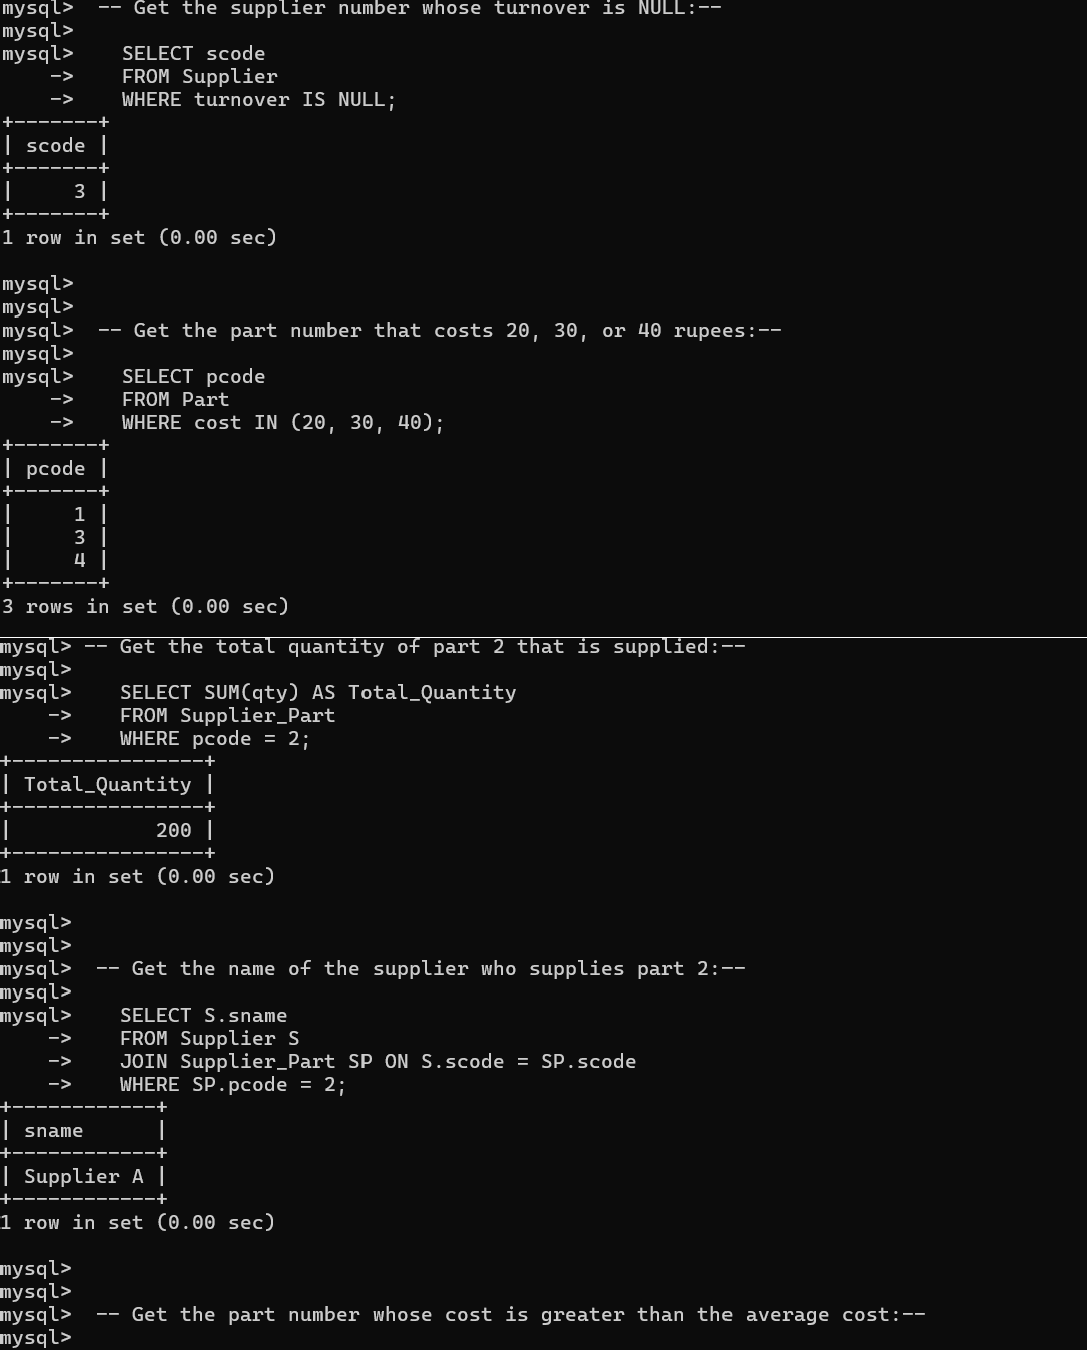 mysql>  -- Get the supplier number whose turnover is NULL:--
mysql>
mysql>    SELECT scode
    ->    FROM Supplier
    ->    WHERE turnover IS NULL;
+-------+
| scode |
+-------+
|     3 |
+-------+
1 row in set (0.00 sec)

mysql>
mysql>
mysql>  -- Get the part number that costs 20, 30, or 40 rupees:--
mysql>
mysql>    SELECT pcode
    ->    FROM Part
    ->    WHERE cost IN (20, 30, 40);
+-------+
| pcode |
+-------+
|     1 |
|     3 |
|     4 |
+-------+
3 rows in set (0.00 sec)

mysql> -- Get the total quantity of part 2 that is supplied:--
mysql>
mysql>    SELECT SUM(qty) AS Total_Quantity
    ->    FROM Supplier_Part
    ->    WHERE pcode = 2;
+----------------+
| Total_Quantity |
+----------------+
|            200 |
+----------------+
1 row in set (0.00 sec)

mysql>
mysql>
mysql>  -- Get the name of the supplier who supplies part 2:--
mysql>
mysql>    SELECT S.sname
    ->    FROM Supplier S
    ->    JOIN Supplier_Part SP ON S.scode = SP.scode
    ->    WHERE SP.pcode = 2;
+------------+
| sname      |
+------------+
| Supplier A |
+------------+
1 row in set (0.00 sec)

mysql>
mysql>
mysql>  -- Get the part number whose cost is greater than the average cost:--
mysql>